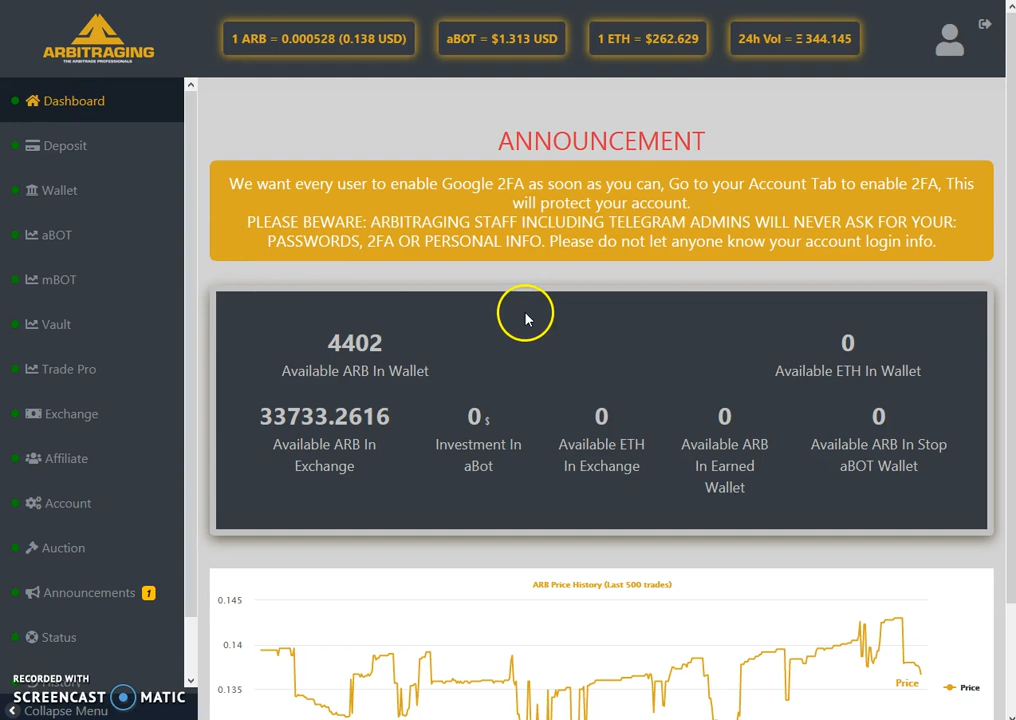 ARBITRAGING
THE ARBITRAGE PROFESSIONALS
1 ARB = 0.000528 (0.138 USD)
aBOT = $1.313 USD
1 ETH = $262.629
24h Vol = Ξ 344.145
Dashboard
Deposit
Wallet
aBOT
mBOT
Vault
Trade Pro
Exchange
Affiliate
Account
Auction
Announcements 1
Status
Collapse Menu
RECORDED WITH
SCREENCAST MATIC
ANNOUNCEMENT
We want every user to enable Google 2FA as soon as you can, Go to your Account Tab to enable 2FA, This
will protect your account.
PLEASE BEWARE: ARBITRAGING STAFF INCLUDING TELEGRAM ADMINS WILL NEVER ASK FOR YOUR:
PASSWORDS, 2FA OR PERSONAL INFO. Please do not let anyone know your account login info.
4402
Available ARB In Wallet
0
Available ETH In Wallet
33733.2616
Available ARB In
Exchange
0 $
Investment In
aBot
0
Available ETH
In Exchange
0
Available ARB
In Earned
Wallet
0
Available ARB In Stop
aBOT Wallet
ARB Price History (Last 500 trades)
0.145
0.14
0.135
Price
Price